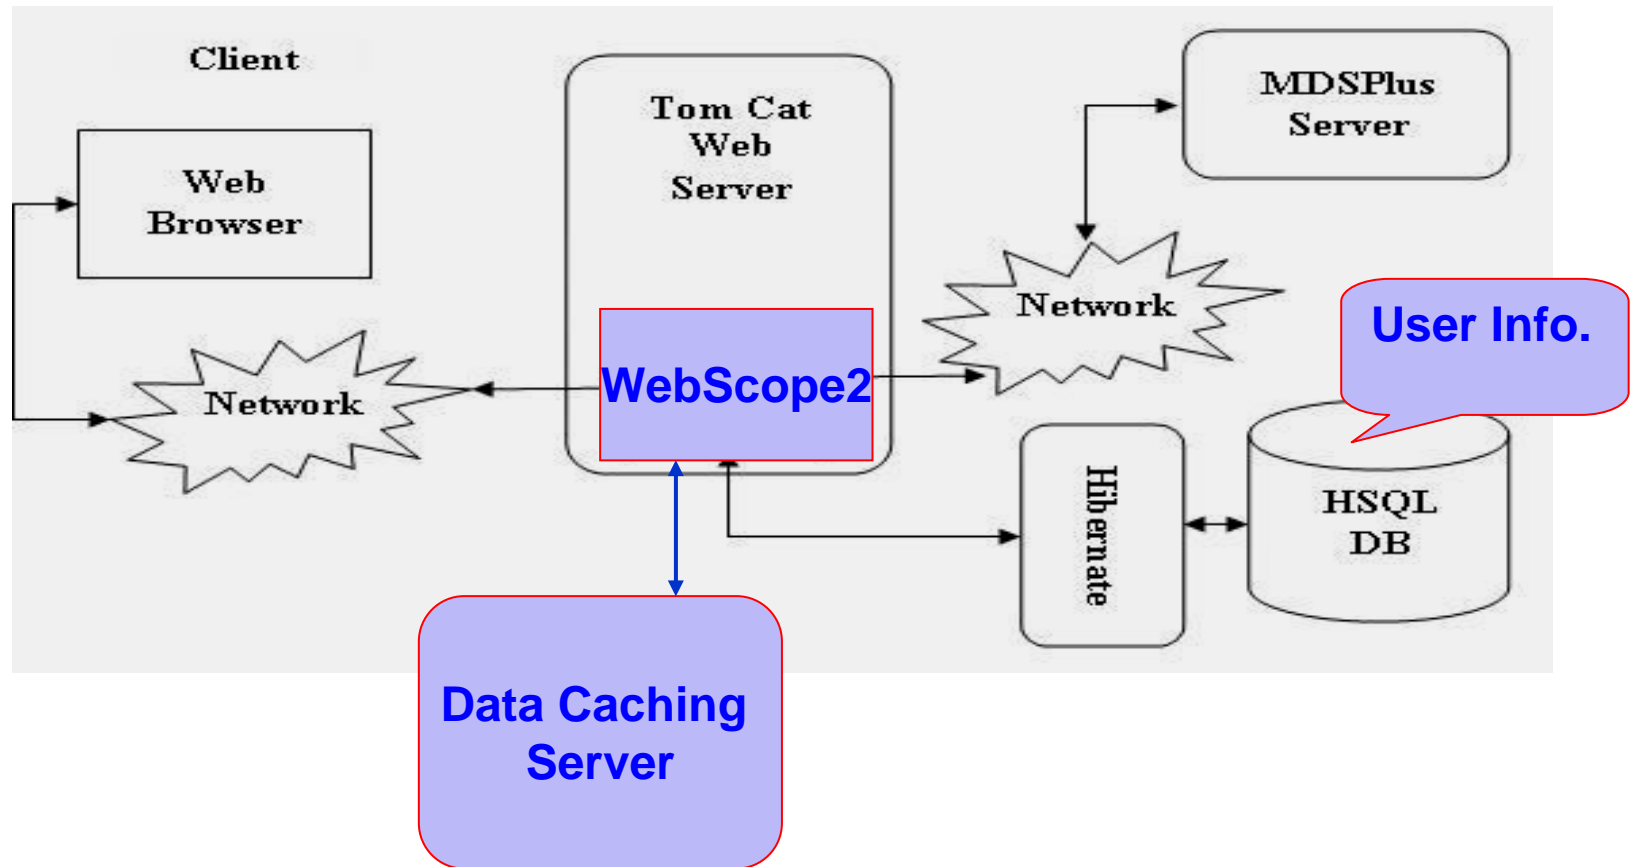 Client
Web
Browser
Network
Tom Cat
Web
Server
WebScope2
MDSPlus
Server
Network
User Info.
Hibernate
HSQL
DB
Data Caching
Server